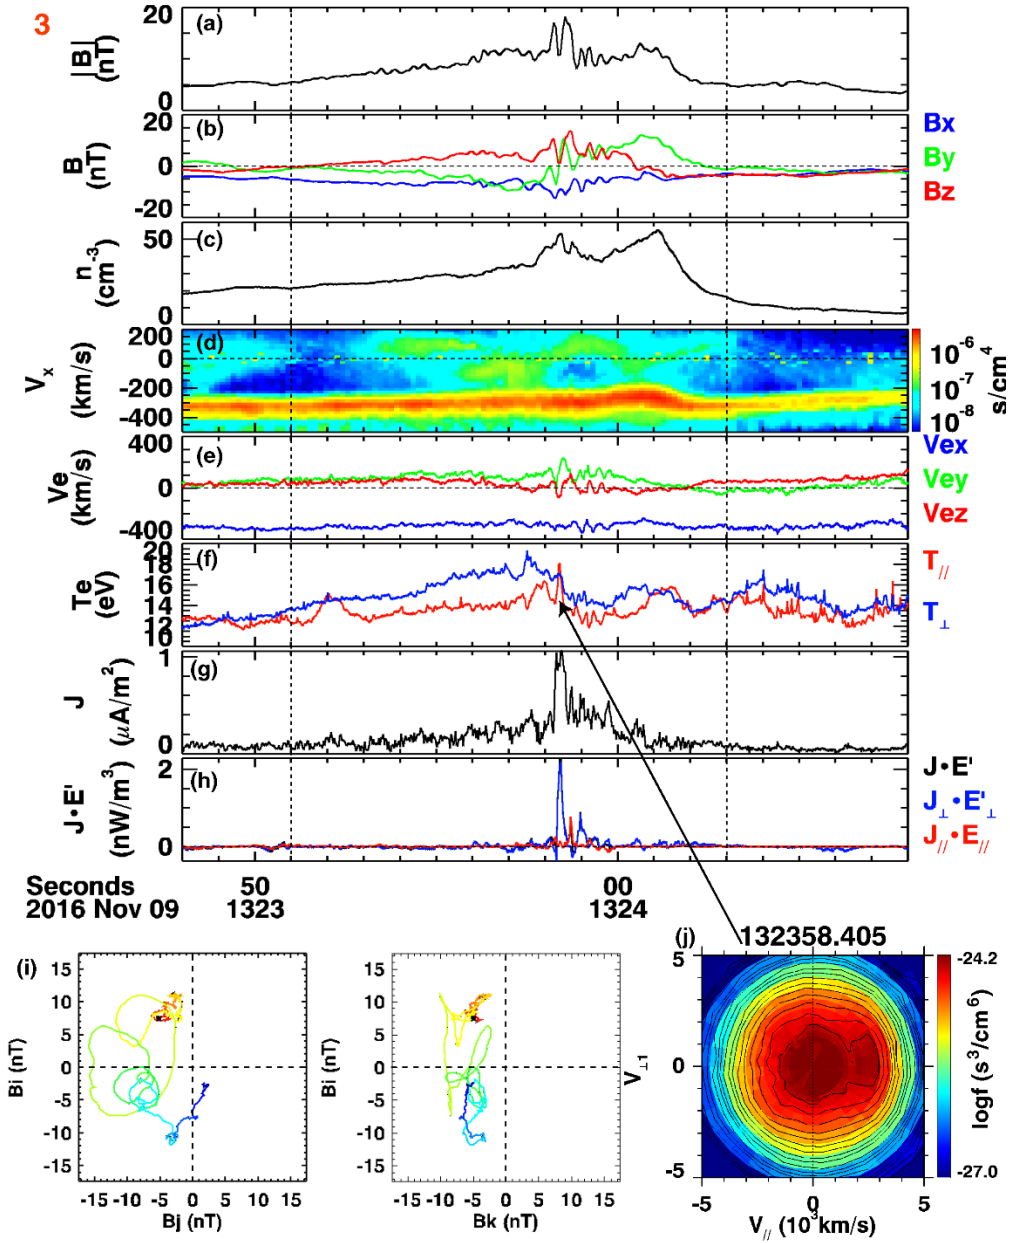 3
(a)
20
0
|B|
(nT)
(b)
20
0
-20
B
(nT)
Bx
By
Bz
(c)
50
0
n-3
(cm-3)
(d)
200
0
-200
-400
Vx
(km/s)
10-6
10-7
10-8
s/cm4
(e)
400
0
-400
Ve
(km/s)
Vex
Vey
Vez
(f)
20
18
16
14
12
10
Te
(eV)
T//
T⊥
(g)
1
0
J
(μA/m2)
(h)
2
0
J•E'
(nW/m3)
J•E'
J⊥•E'⊥
J//•E//
Seconds 50 00
2016 Nov 09 1323 1324
(i)
15
10
5
0
-5
-10
-15
Bi (nT)
-15 -10 -5 0 5 10 15
Bj (nT)
15
10
5
0
-5
-10
-15
Bi (nT)
-15 -10 -5 0 5 10 15
Bk (nT)
(j) 132358.405
5
0
-5
V⊥1
-5 0 5
V// (103km/s)
-24.2
-27.0
logf (s3/cm6)